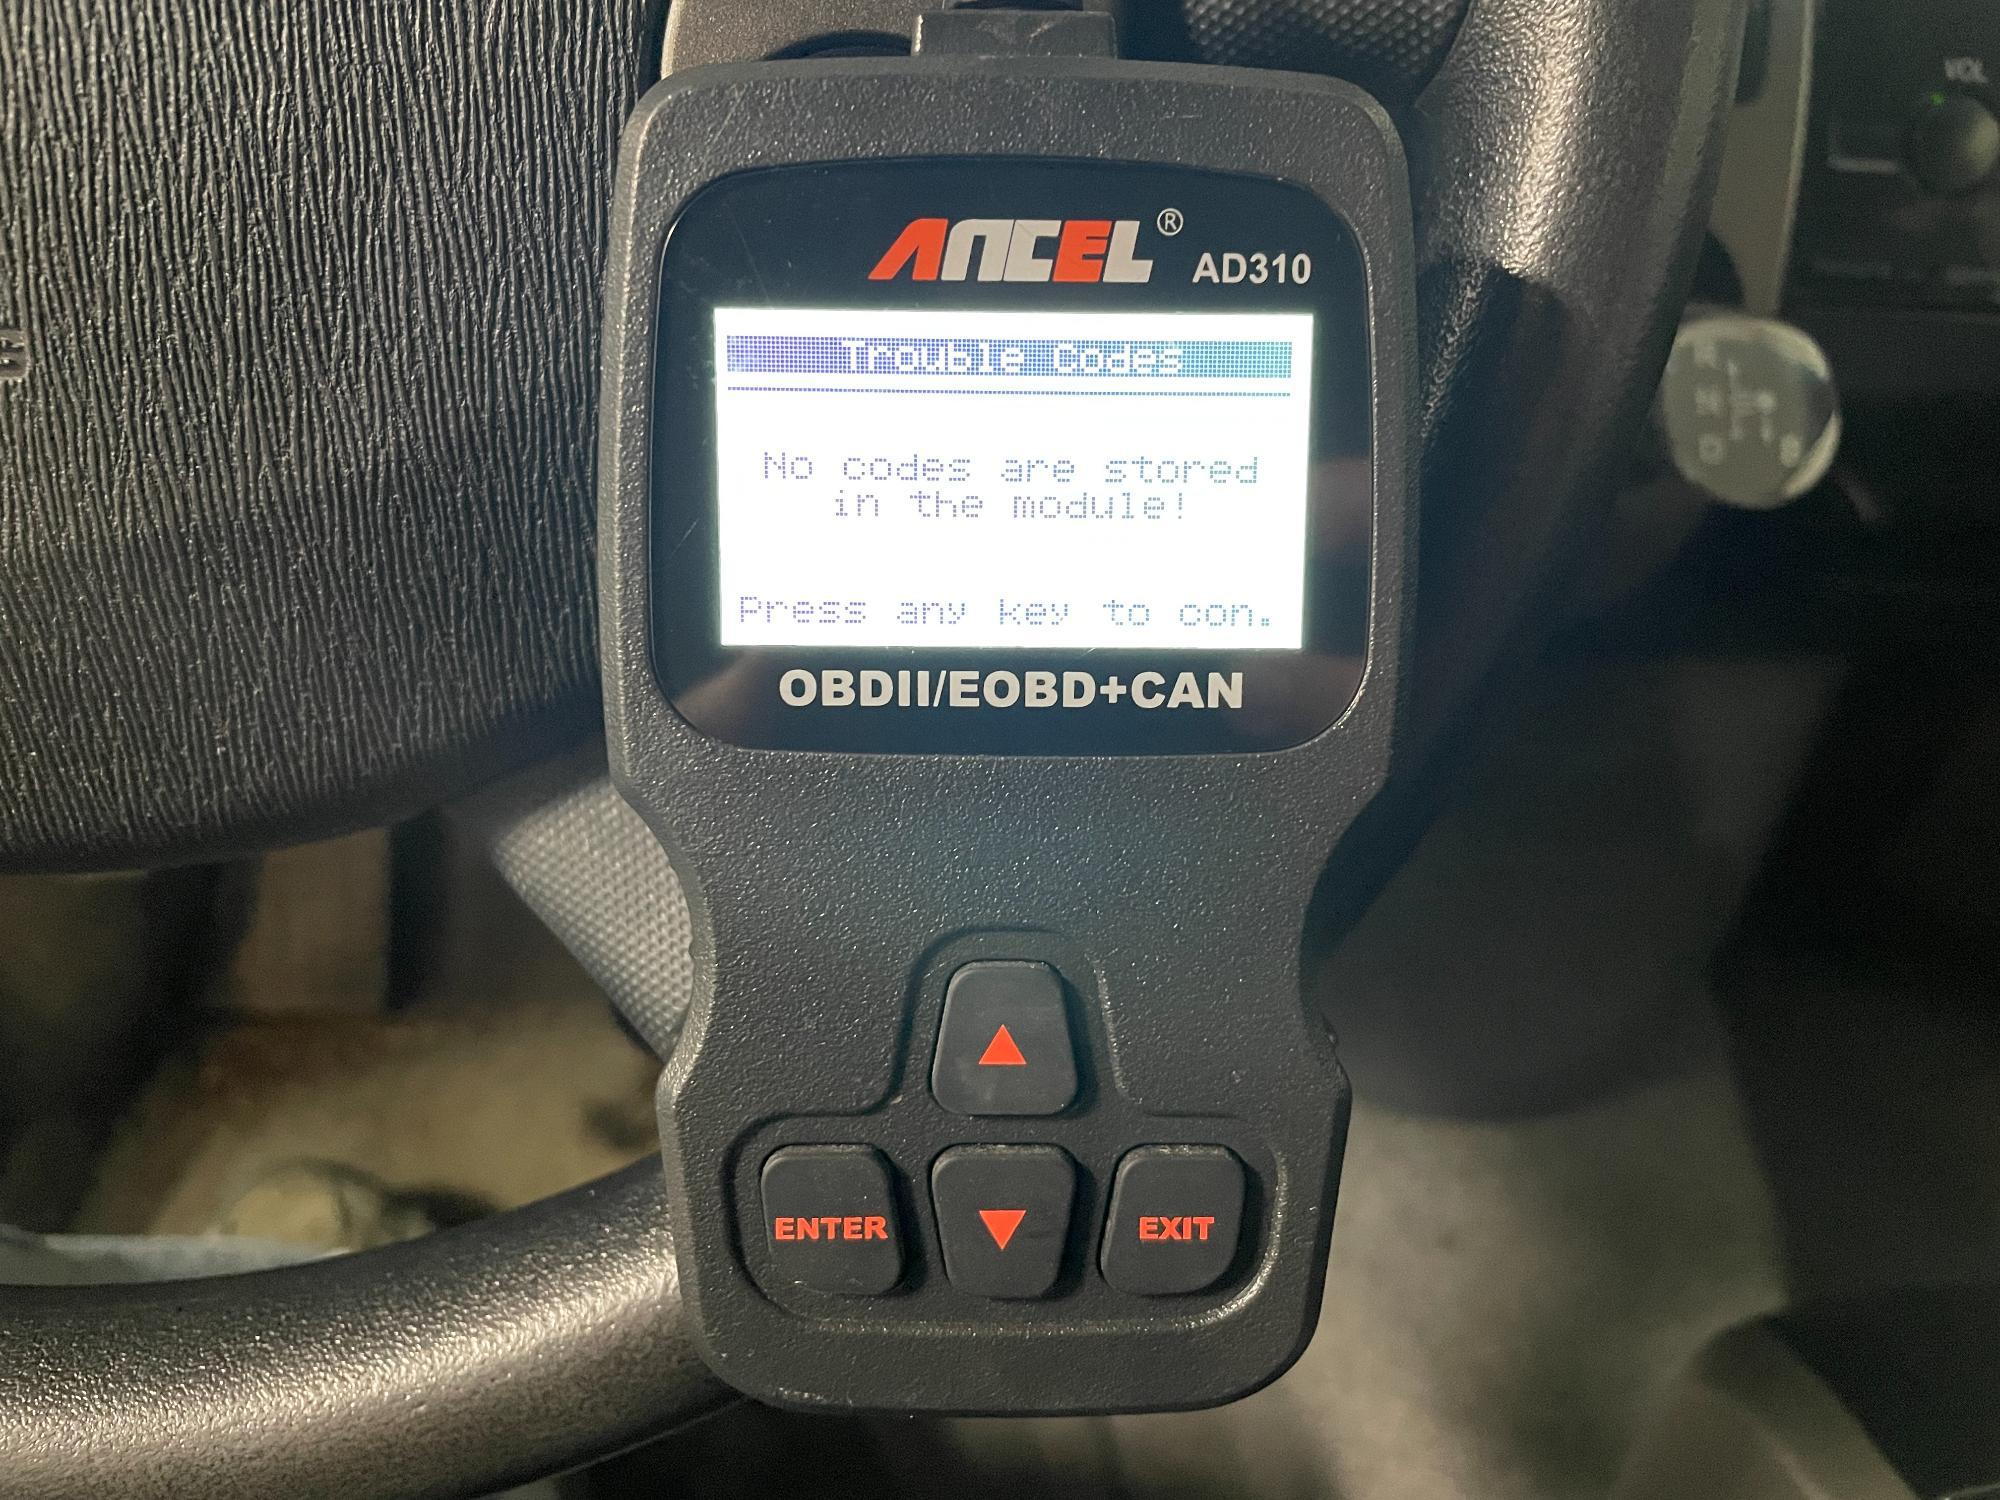 VOL
ANCEL® AD310
Trouble Codes
No codes are stored
in the module!
Press any key to con.
OBDII/EOBD+CAN
ENTER
EXIT